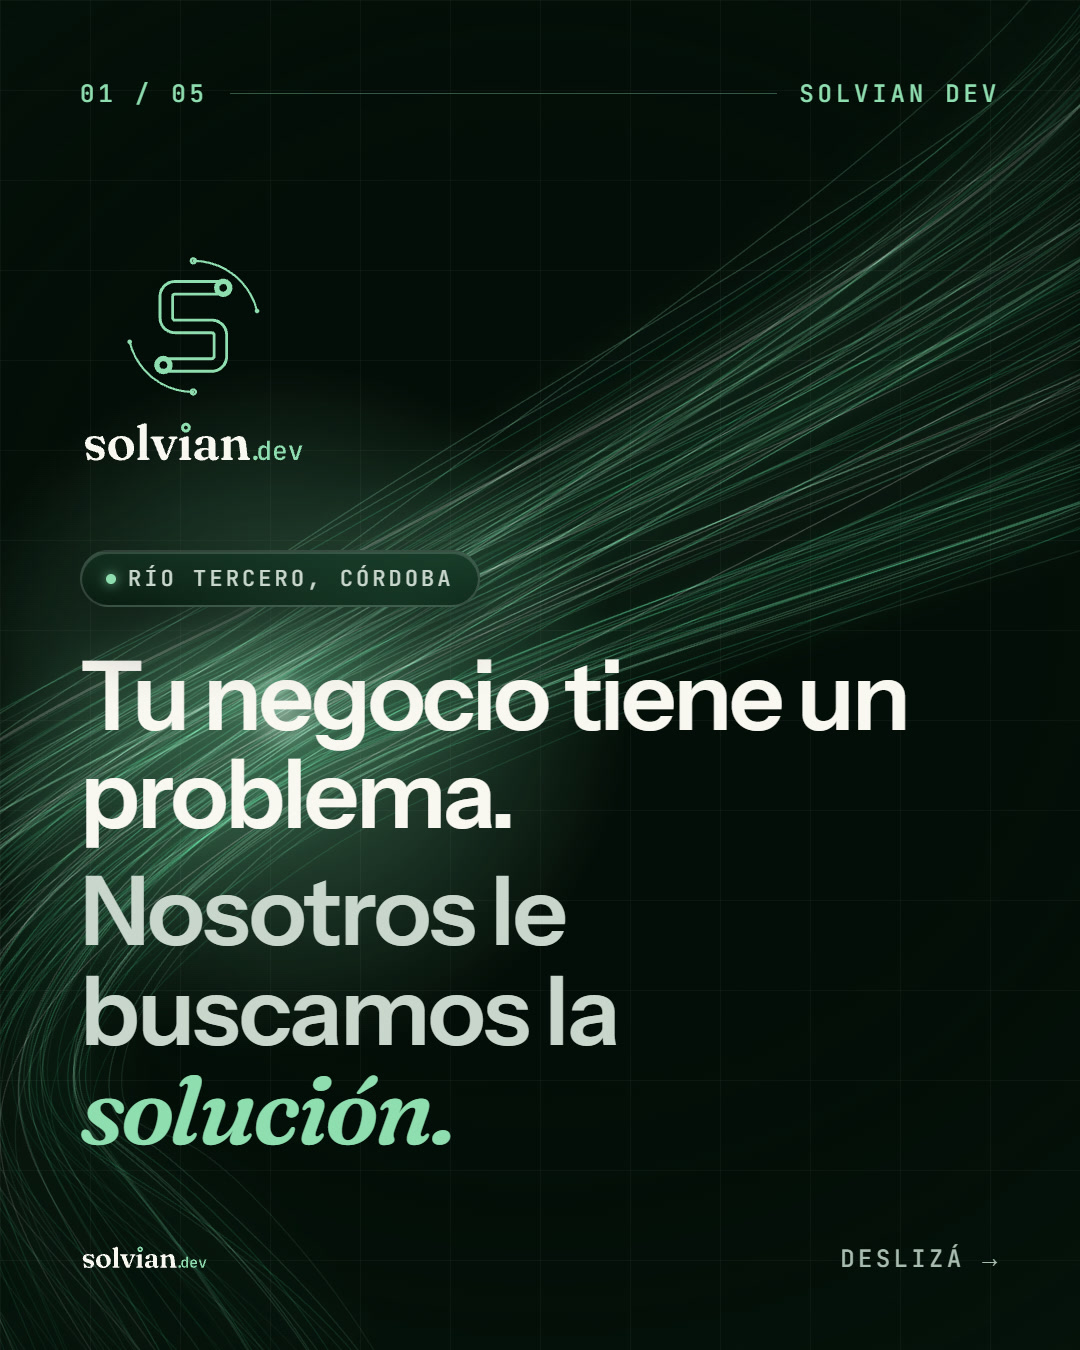 01 / 05
SOLVIAN DEV
S
solvian.dev
RÍO TERCERO, CÓRDOBA
Tu negocio tiene un
problema.
Nosotros le
buscamos la
solución.
solvian.dev
DESLIZÁ →